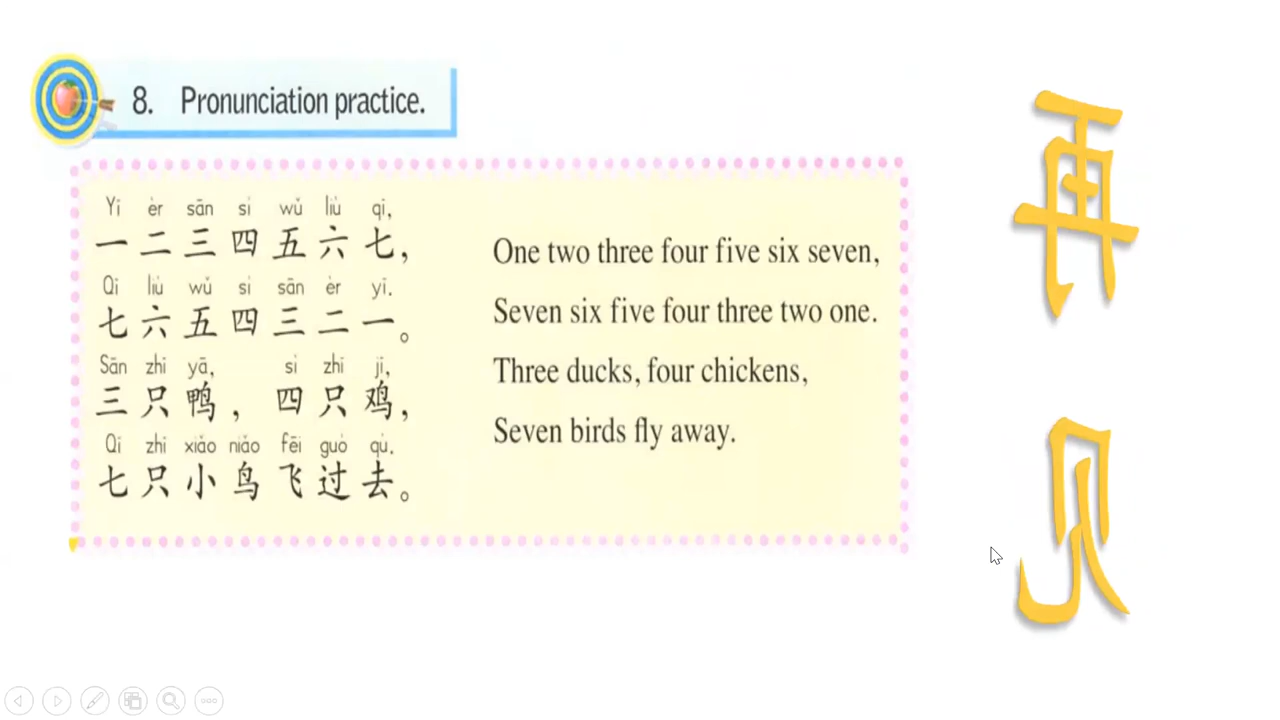 8. Pronunciation practice.
Yī èr sān sì wǔ liù qī,
一二三四五六七，
Qī liù wǔ sì sān èr yī.
七六五四三二一。
Sān zhī yā, sì zhī jī,
三只鸭，四只鸡，
Qī zhī xiǎo niǎo fēi guò qù.
七只小鸟飞过去。
One two three four five six seven,
Seven six five four three two one.
Three ducks, four chickens,
Seven birds fly away.
再
见